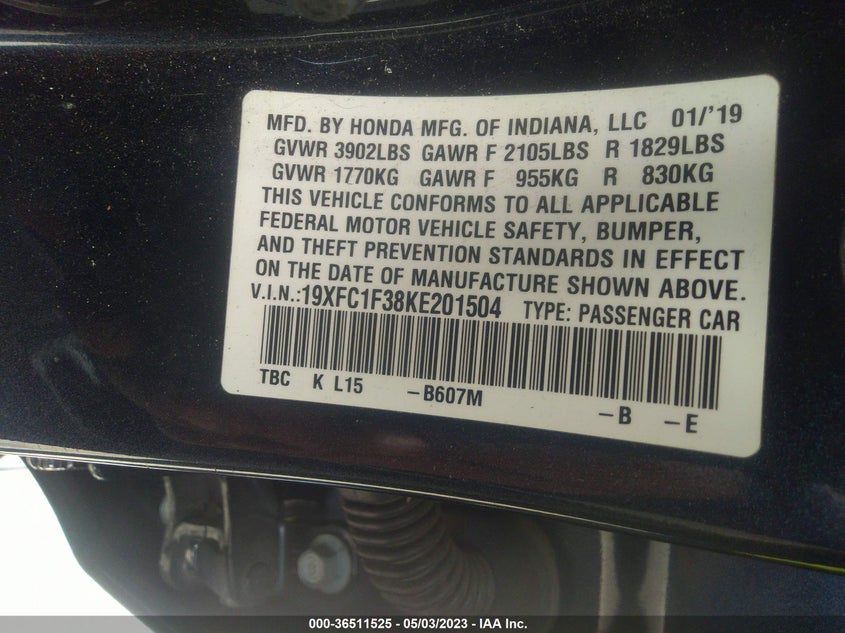 MFD. BY HONDA MFG. OF INDIANA, LLC 01/'19
GVWR 3902LBS GAWR F 2105LBS R 1829LBS
GVWR 1770KG GAWR F 955KG R 830KG
THIS VEHICLE CONFORMS TO ALL APPLICABLE
FEDERAL MOTOR VEHICLE SAFETY, BUMPER,
AND THEFT PREVENTION STANDARDS IN EFFECT
ON THE DATE OF MANUFACTURE SHOWN ABOVE.
V.I.N.:19XFC1F38KE201504 TYPE: PASSENGER CAR
TBC K L15 -B607M -B -E
000-36511525 - 05/03/2023 - IAA Inc.